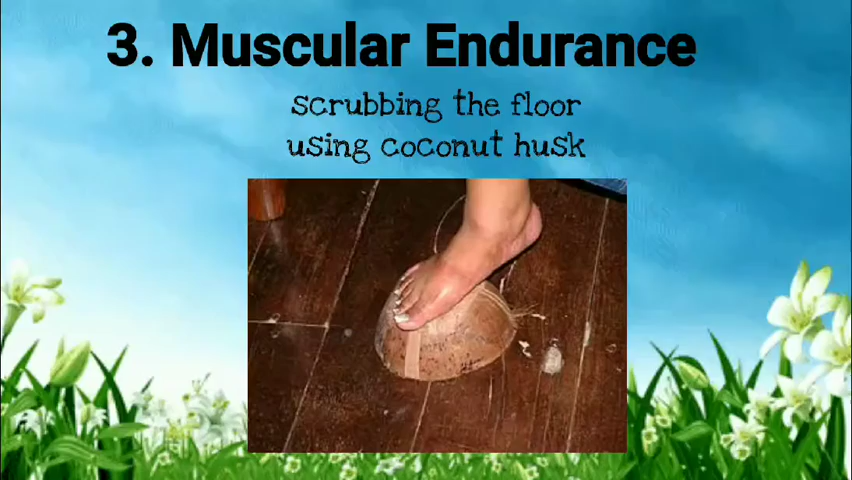 3. Muscular Endurance
scrubbing the floor
using coconut husk